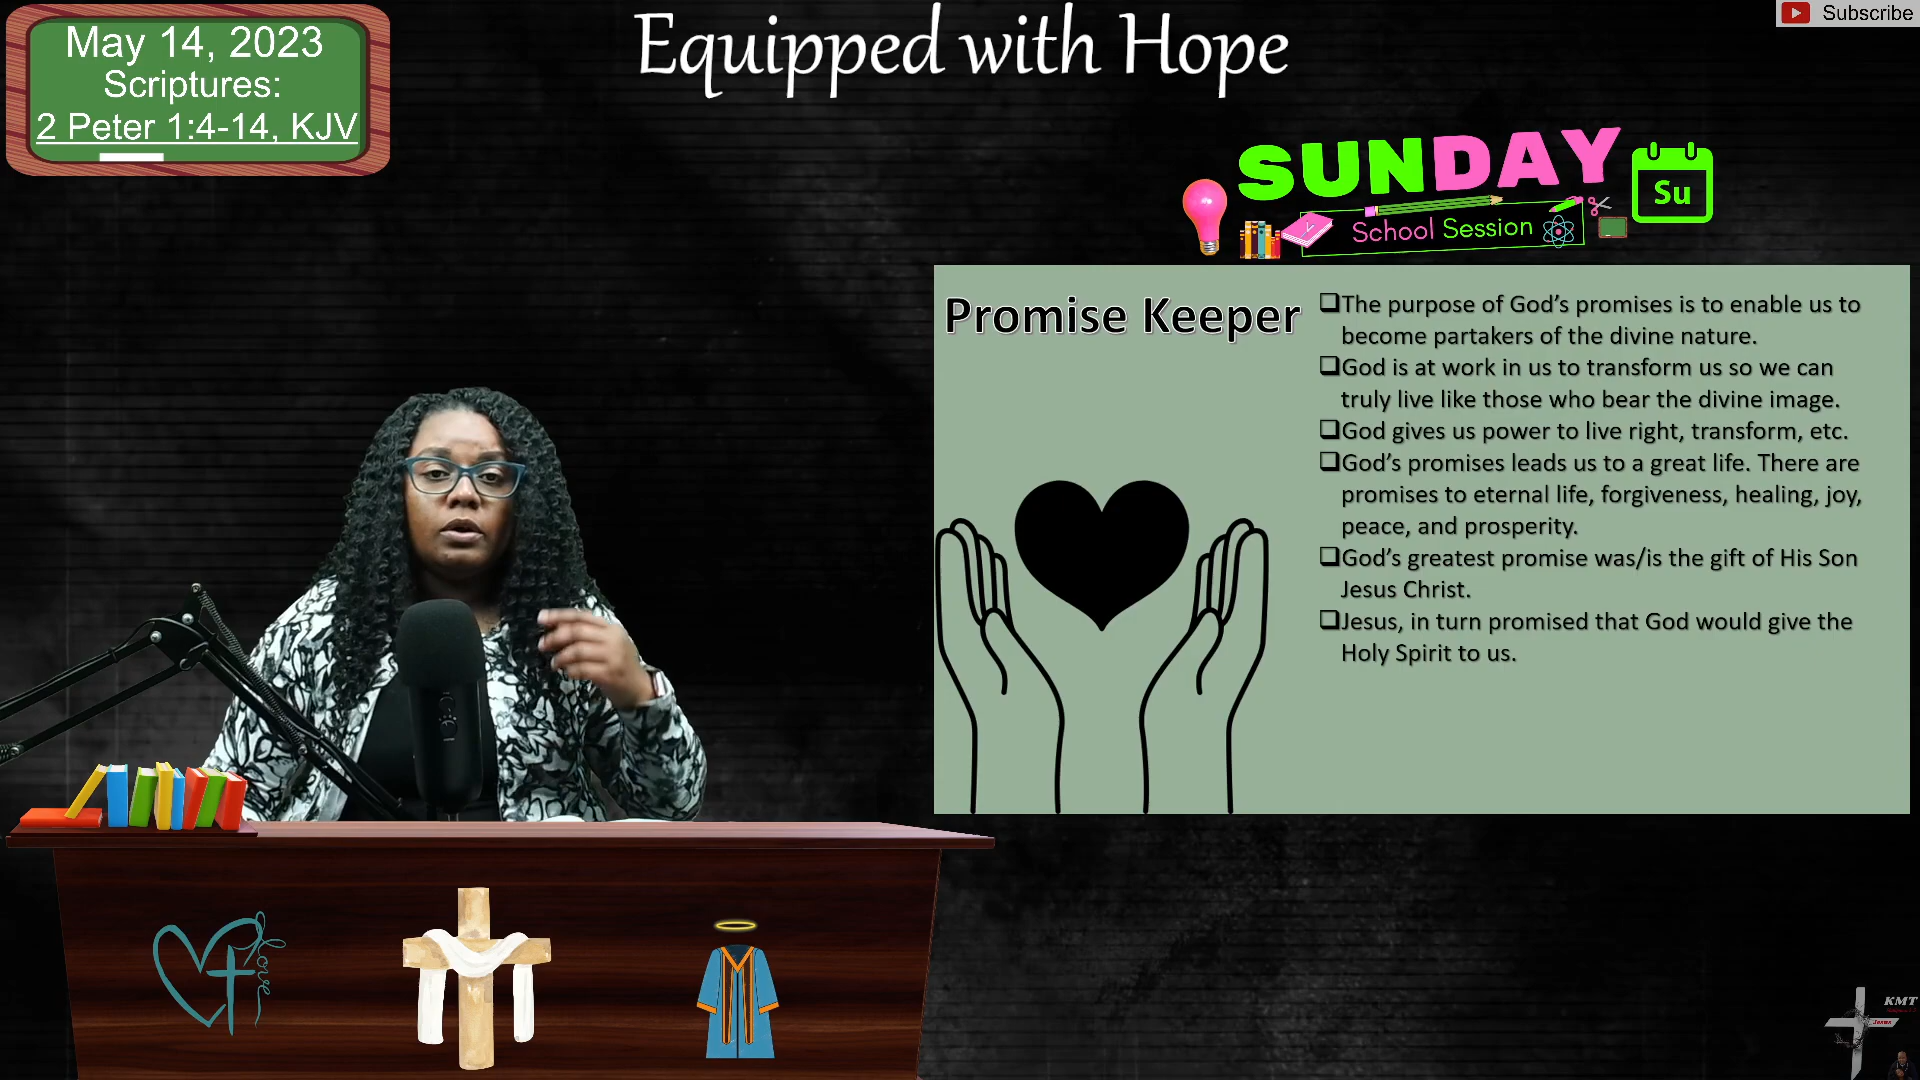 May 14, 2023
Scriptures:
2 Peter 1:4-14, KJV
Equipped with Hope
Subscribe
SUNDAY
Su
School Session
Promise Keeper
❑The purpose of God’s promises is to enable us to
become partakers of the divine nature.
❑God is at work in us to transform us so we can
truly live like those who bear the divine image.
❑God gives us power to live right, transform, etc.
❑God’s promises leads us to a great life. There are
promises to eternal life, forgiveness, healing, joy,
peace, and prosperity.
❑God’s greatest promise was/is the gift of His Son
Jesus Christ.
❑Jesus, in turn promised that God would give the
Holy Spirit to us.
Love
KMT
Jesus